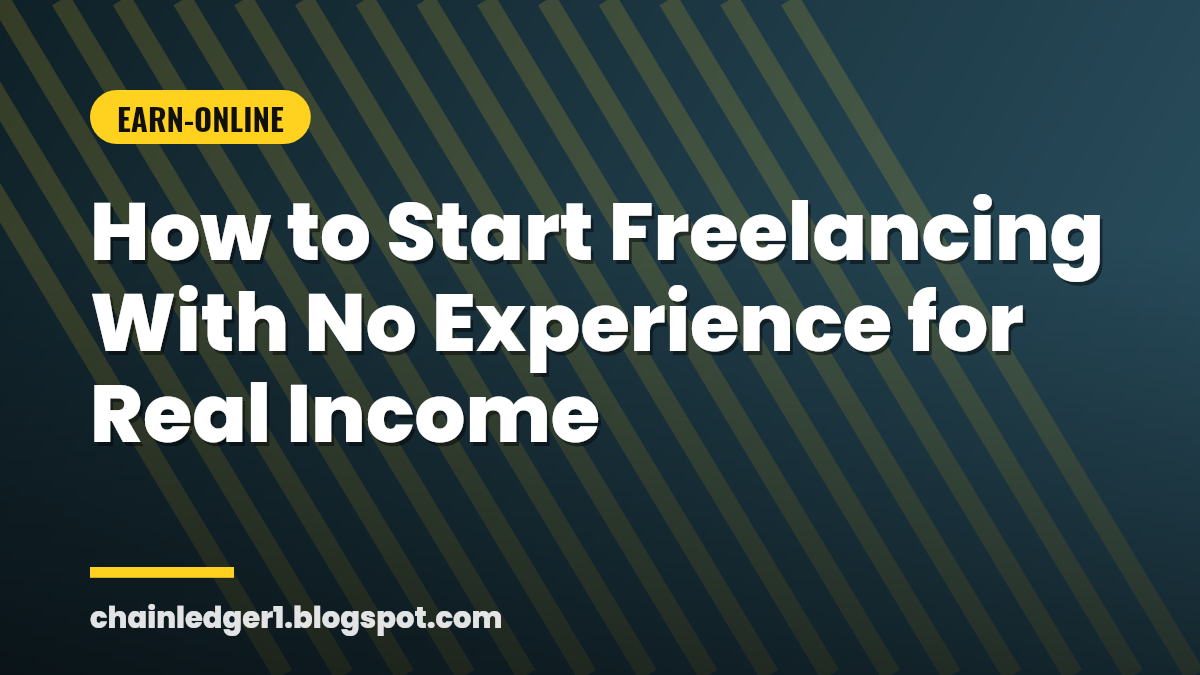 EARN-ONLINE
How to Start Freelancing
With No Experience for
Real Income
chainledger1.blogspot.com